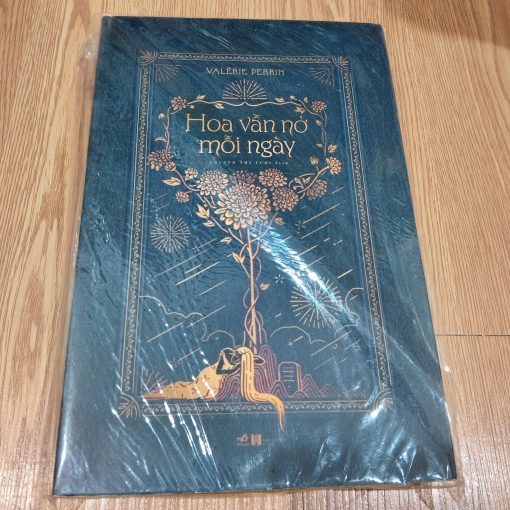 VALÉRIE PERRIN
Hoa vẫn nở
mỗi ngày